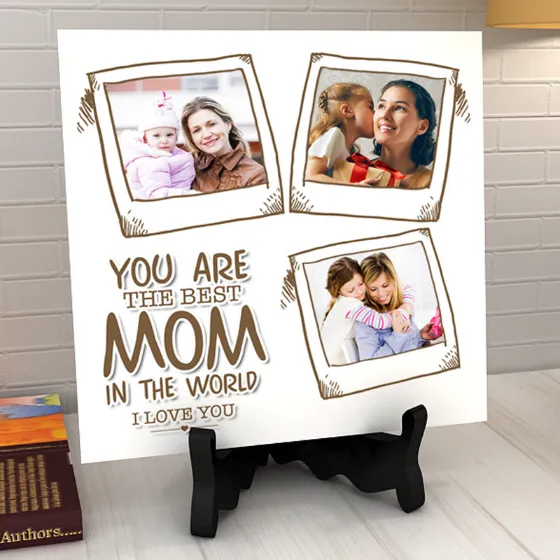 YOU ARE
THE BEST
MOM
IN THE WORLD
I LOVE YOU
Authors.....